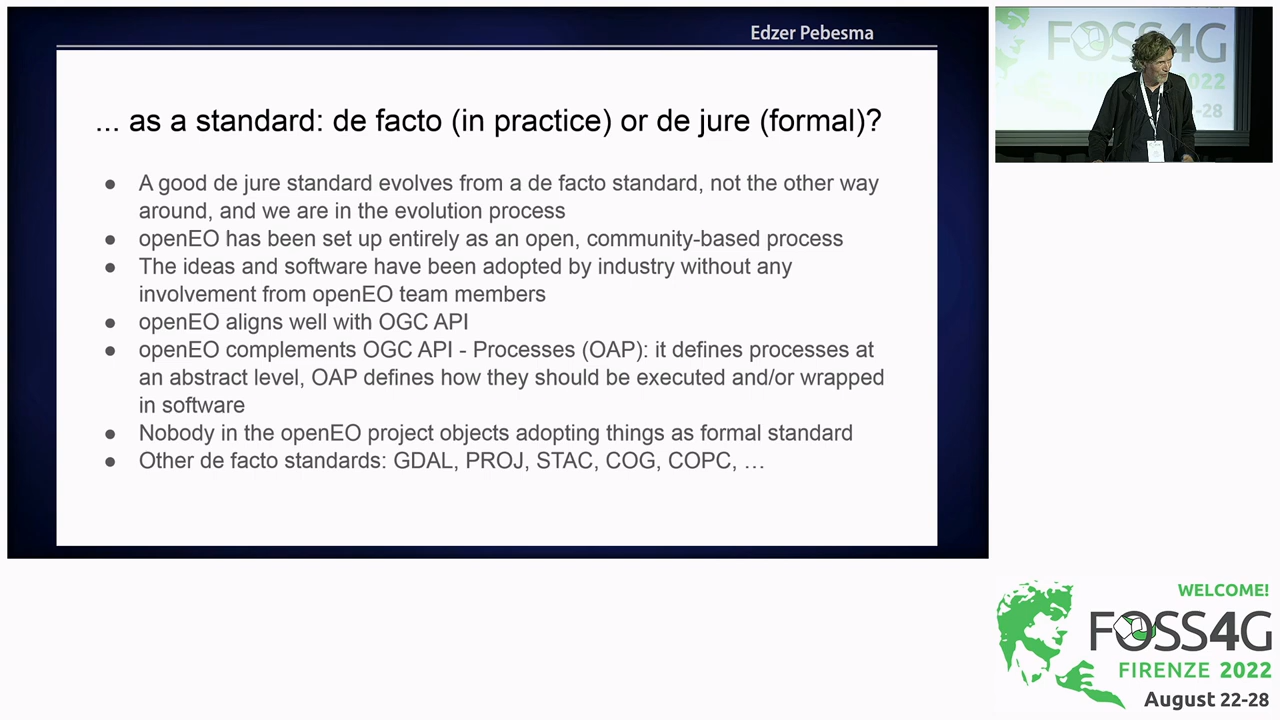 Edzer Pebesma
... as a standard: de facto (in practice) or de jure (formal)?
● A good de jure standard evolves from a de facto standard, not the other way
around, and we are in the evolution process
● openEO has been set up entirely as an open, community-based process
● The ideas and software have been adopted by industry without any
involvement from openEO team members
● openEO aligns well with OGC API
● openEO complements OGC API - Processes (OAP): it defines processes at
an abstract level, OAP defines how they should be executed and/or wrapped
in software
● Nobody in the openEO project objects adopting things as formal standard
● Other de facto standards: GDAL, PROJ, STAC, COG, COPC, …
FOSS4G
2022
-28
WELCOME!
FOSS4G
FIRENZE 2022
August 22-28